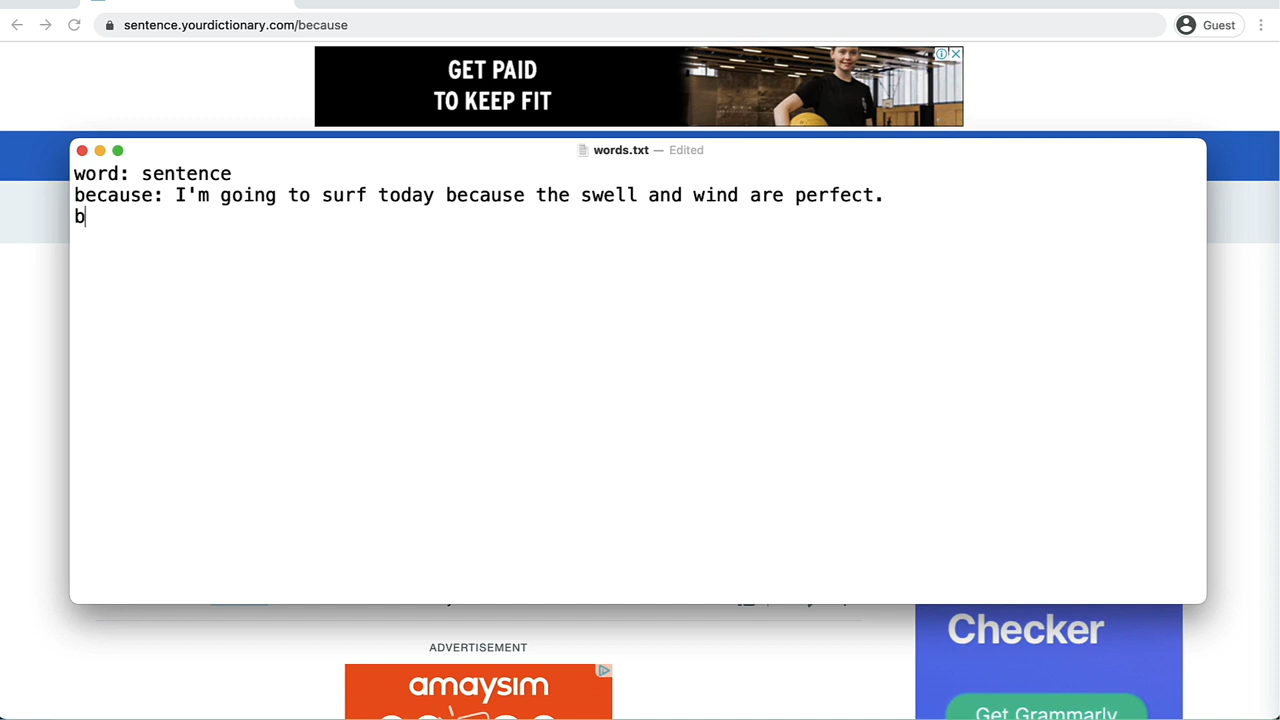 sentence.yourdictionary.com/because
Guest
GET PAID
TO KEEP FIT
words.txt — Edited
word: sentence
because: I'm going to surf today because the swell and wind are perfect.
b
Checker
ADVERTISEMENT
amaysim
Get Grammarly